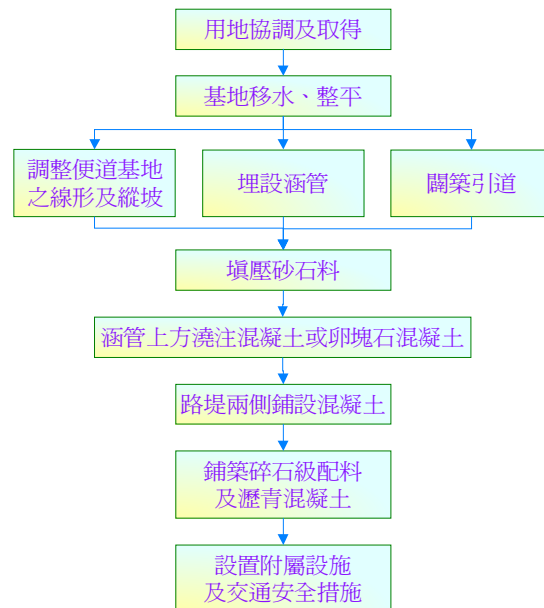 用地協調及取得
基地移水、整平
調整便道基地
之線形及縱坡
埋設涵管
闢築引道
填壓砂石料
涵管上方澆注混凝土或卵塊石混凝土
路堤兩側鋪設混凝土
鋪築碎石級配料
及瀝青混凝土
設置附屬設施
及交通安全措施